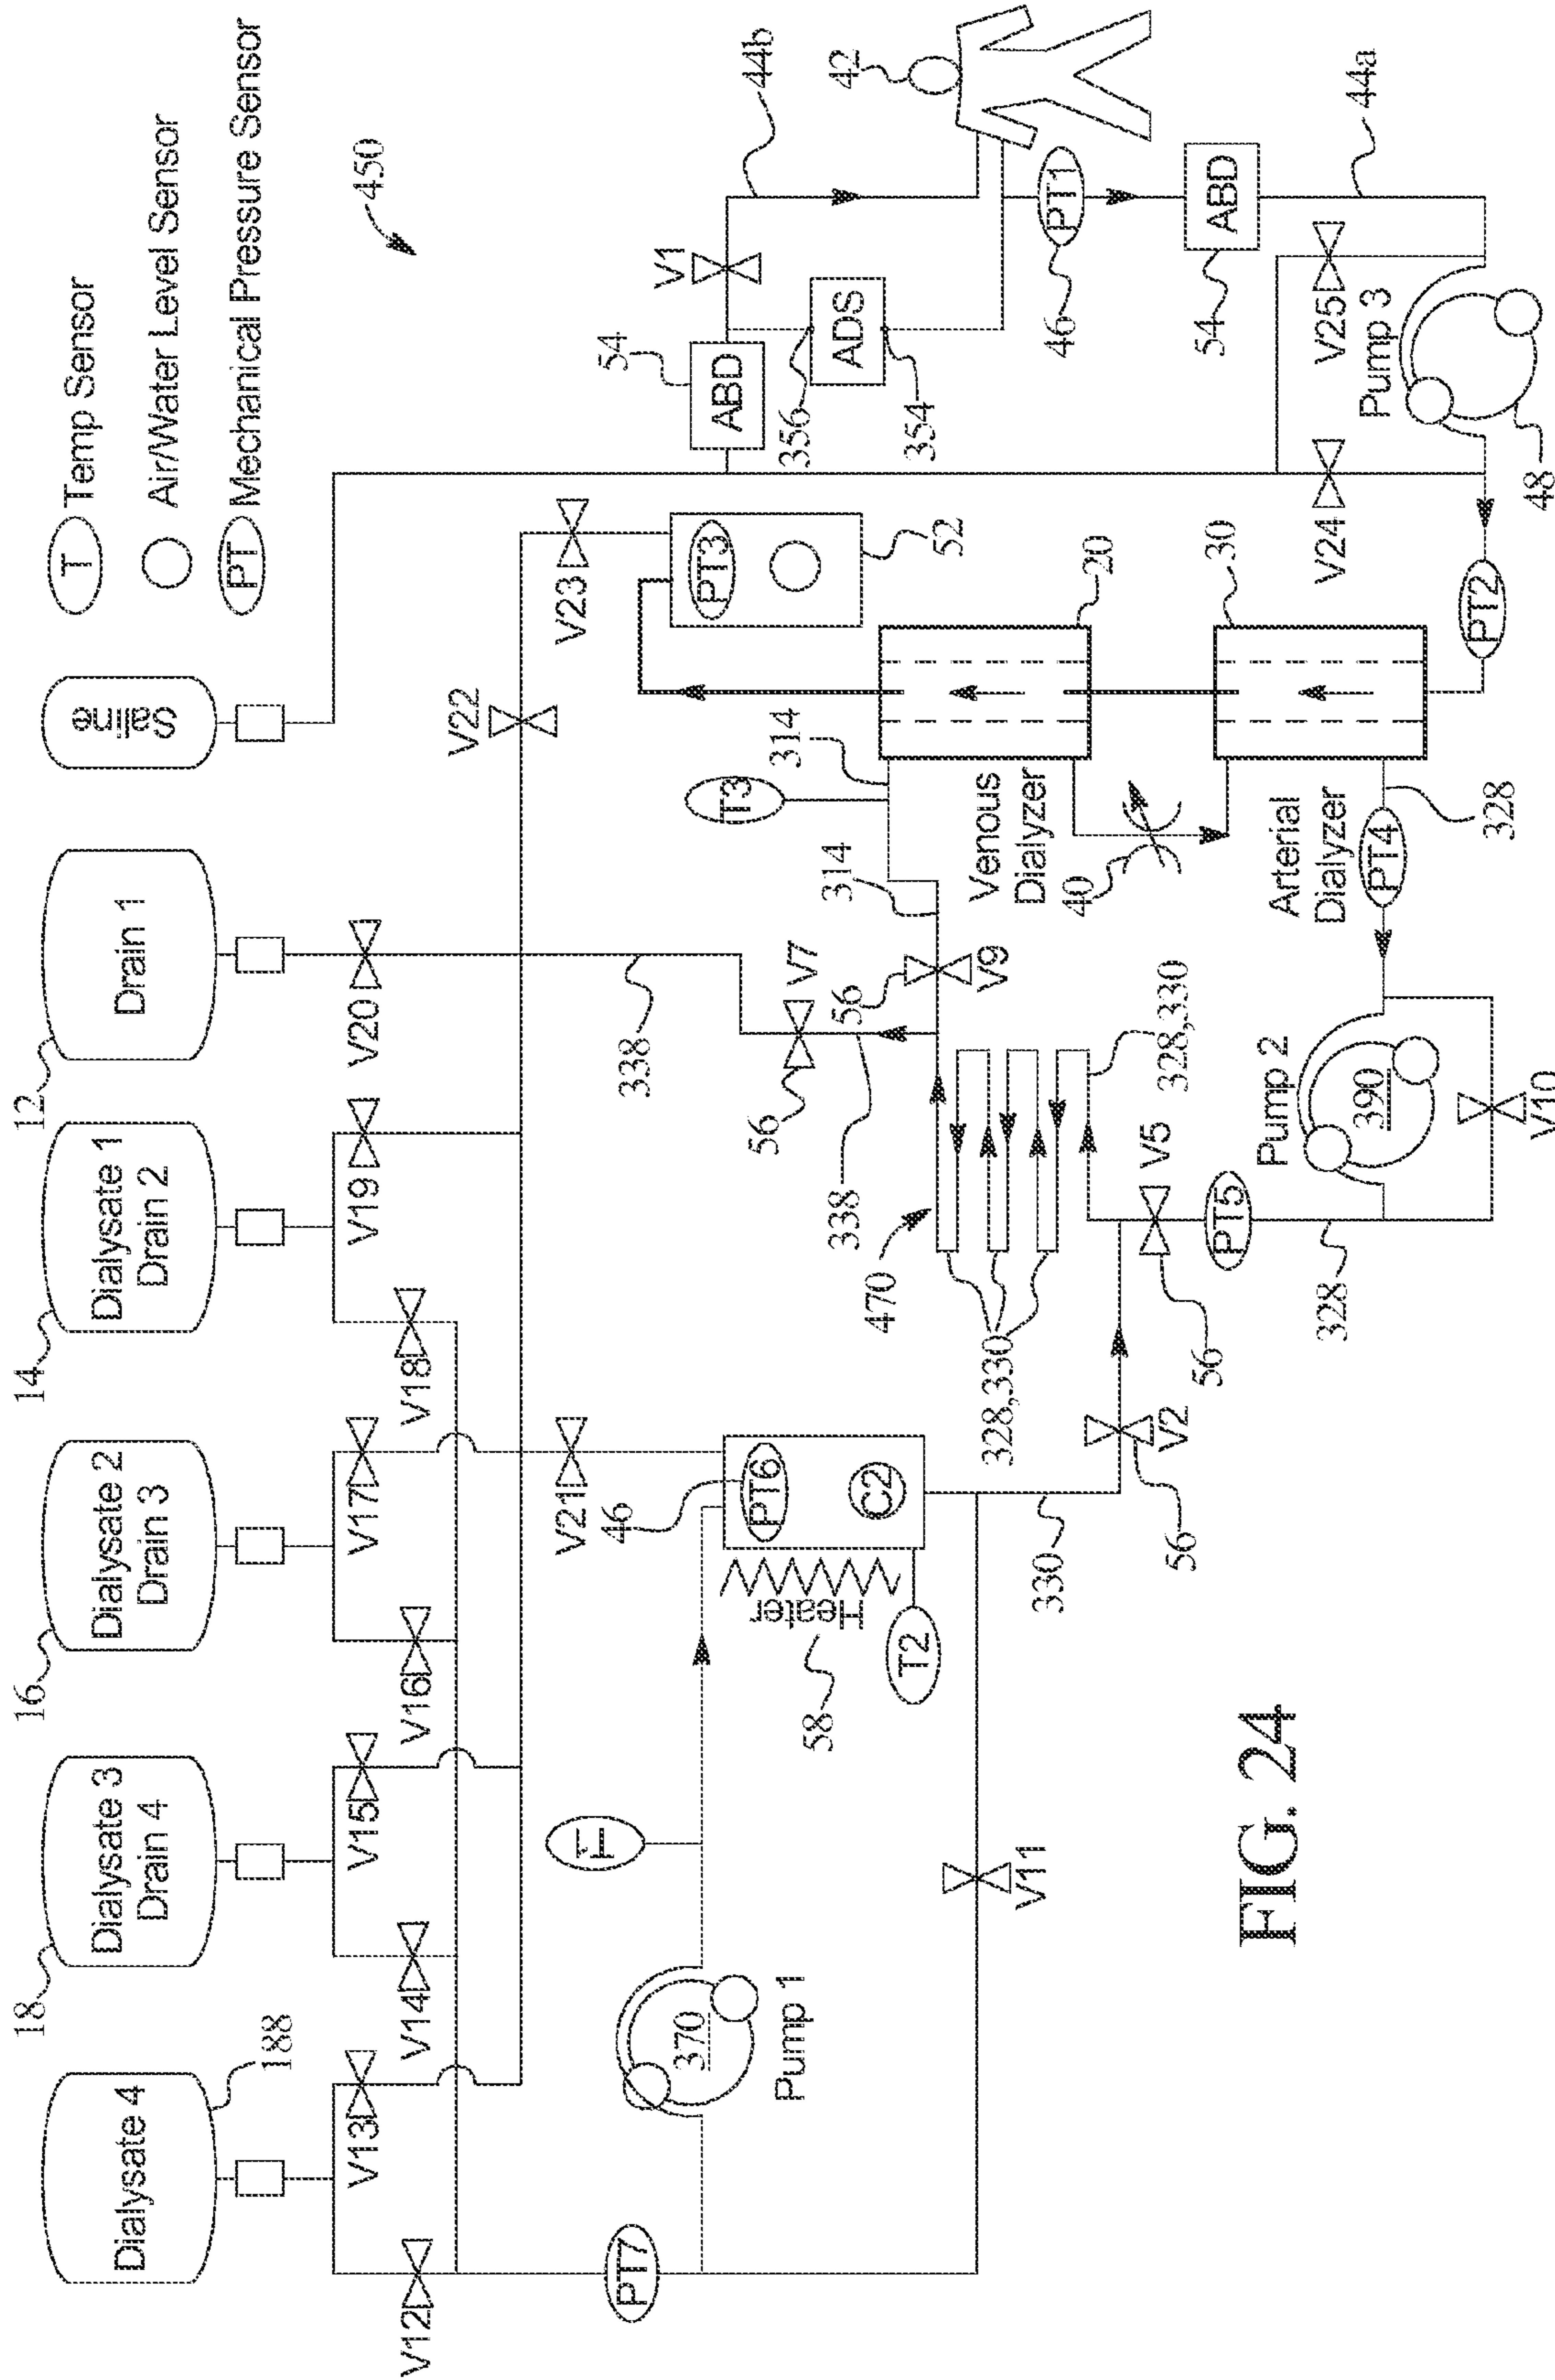 T Temp Sensor
Air/Water Level Sensor
PT Mechanical Pressure Sensor
450
Saline
12
Drain 1
14
Dialysate 1
Drain 2
16
Dialysate 2
Drain 3
18
Dialysate 3
Drain 4
Dialysate 4
188
V12
V13
V14
V15
V16
V17
V18
V19
V20
V21
V22
V23
PT7
370
Pump 1
T1
46
PT6
C2
Heater
58
T2
V11
330
V2
56
338
V7
56
338
314
V9
56
314
T3
470
328,330
328,330
V5
56
PT5
328
Pump 2
390
V10
PT4
328
Arterial
Dialyzer
40
Venous
Dialyzer
20
30
PT3
52
PT2
V24
V25
Pump 3
48
54
ABD
V1
44b
356
ADS
354
42
PT1
46
ABD
54
44a
FIG. 24